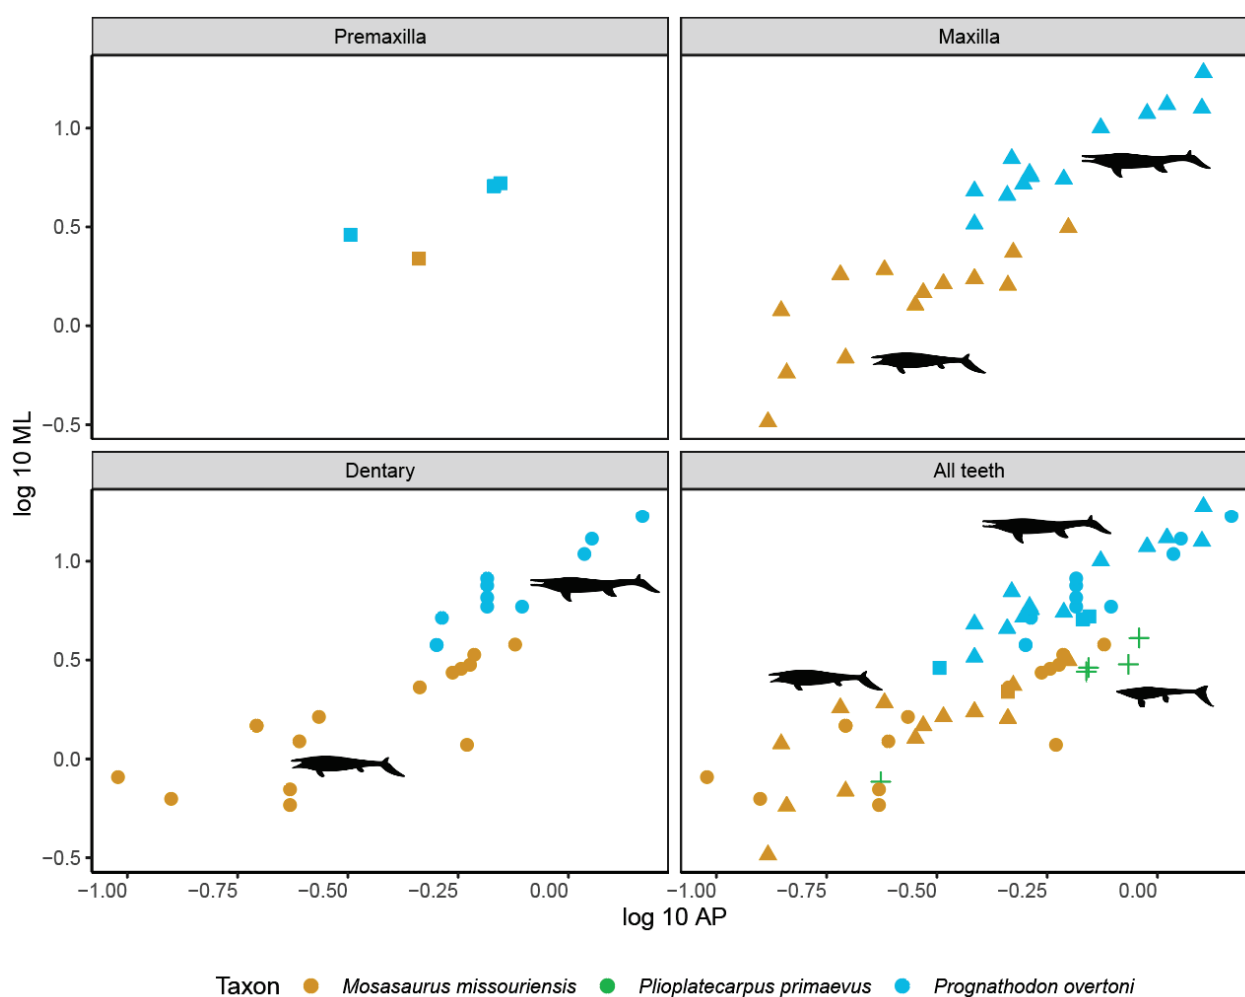 Premaxilla
Maxilla
1.0
0.5
0.0
−0.5
log 10 ML
Dentary
All teeth
1.0
0.5
0.0
−0.5
−1.00 −0.75 −0.50 −0.25 0.00
−1.00 −0.75 −0.50 −0.25 0.00
log 10 AP
Taxon Mosasaurus missouriensis Plioplatecarpus primaevus Prognathodon overtoni